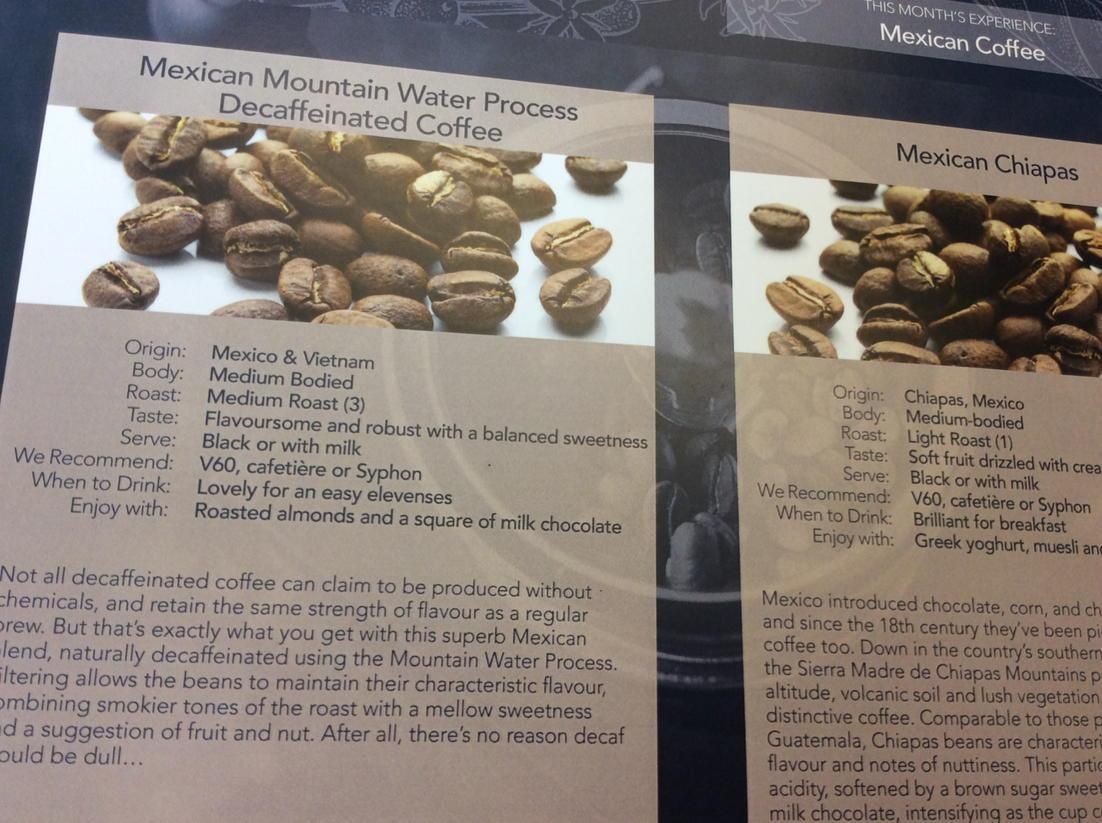 THIS MONTH'S EXPERIENCE:
Mexican Coffee
Mexican Mountain Water Process
Decaffeinated Coffee
Origin: Mexico & Vietnam
Body: Medium Bodied
Roast: Medium Roast (3)
Taste: Flavoursome and robust with a balanced sweetness
Serve: Black or with milk
We Recommend: V60, cafetière or Syphon
When to Drink: Lovely for an easy elevenses
Enjoy with: Roasted almonds and a square of milk chocolate
Not all decaffeinated coffee can claim to be produced without
chemicals, and retain the same strength of flavour as a regular
brew. But that's exactly what you get with this superb Mexican
lend, naturally decaffeinated using the Mountain Water Process.
iltering allows the beans to maintain their characteristic flavour,
ombining smokier tones of the roast with a mellow sweetness
nd a suggestion of fruit and nut. After all, there's no reason decaf
ould be dull...
Mexican Chiapas
Origin: Chiapas, Mexico
Body: Medium-bodied
Roast: Light Roast (1)
Taste: Soft fruit drizzled with crea
Serve: Black or with milk
We Recommend: V60, cafetière or Syphon
When to Drink: Brilliant for breakfast
Enjoy with: Greek yoghurt, muesli an
Mexico introduced chocolate, corn, and ch
and since the 18th century they've been pi
coffee too. Down in the country's southern
the Sierra Madre de Chiapas Mountains p
altitude, volcanic soil and lush vegetation
distinctive coffee. Comparable to those p
Guatemala, Chiapas beans are characteri
flavour and notes of nuttiness. This partic
acidity, softened by a brown sugar sweet
milk chocolate, intensifying as the cup c